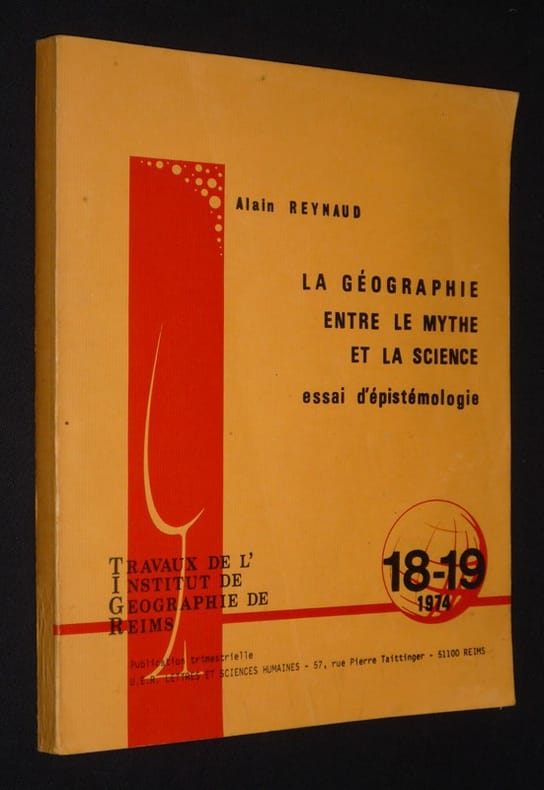 Alain REYNAUD
LA GÉOGRAPHIE
ENTRE LE MYTHE
ET LA SCIENCE
essai d'épistémologie
18-19
1974
TRAVAUX DE L'
INSTITUT DE
GEOGRAPHIE DE
REIMS
Publication trimestrielle
U.E.R. LETTRES ET SCIENCES HUMAINES - 57, rue Pierre Taittinger - 51100 REIMS